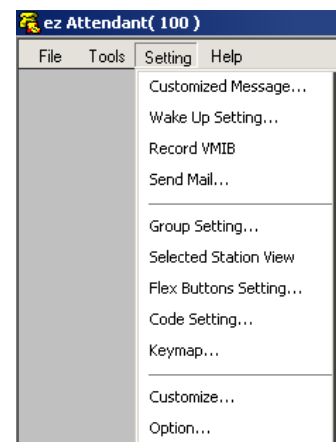 ez Attendant( 100 )
File Tools Setting Help
Customized Message...
Wake Up Setting...
Record VMIB
Send Mail...
Group Setting...
Selected Station View
Flex Buttons Setting...
Code Setting...
Keymap...
Customize...
Option...